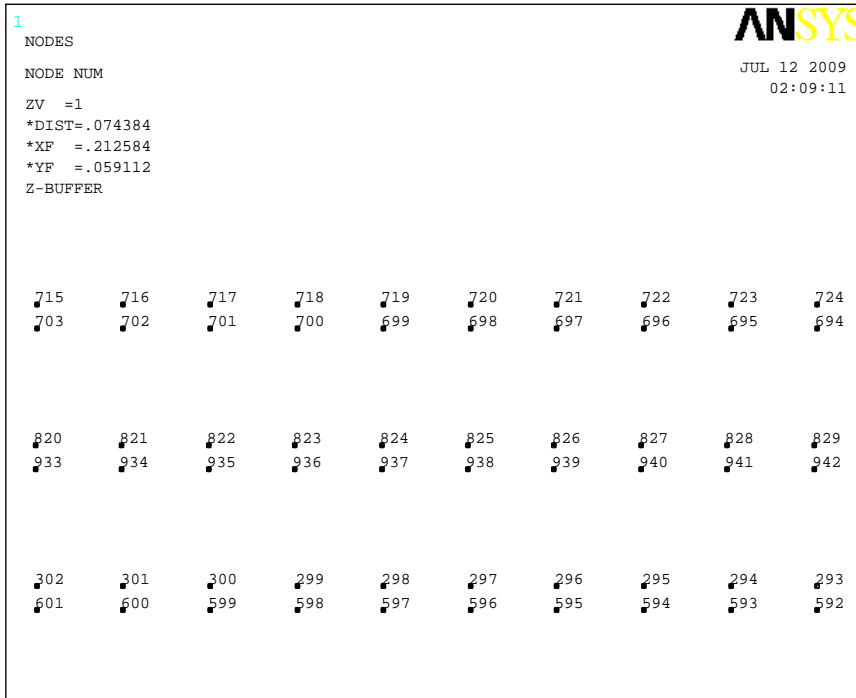 1
ANSYS
NODES
NODE NUM
JUL 12 2009
02:09:11
ZV =1
*DIST=.074384
*XF =.212584
*YF =.059112
Z-BUFFER
715 716 717 718 719 720 721 722 723 724
703 702 701 700 699 698 697 696 695 694
820 821 822 823 824 825 826 827 828 829
933 934 935 936 937 938 939 940 941 942
302 301 300 299 298 297 296 295 294 293
601 600 599 598 597 596 595 594 593 592